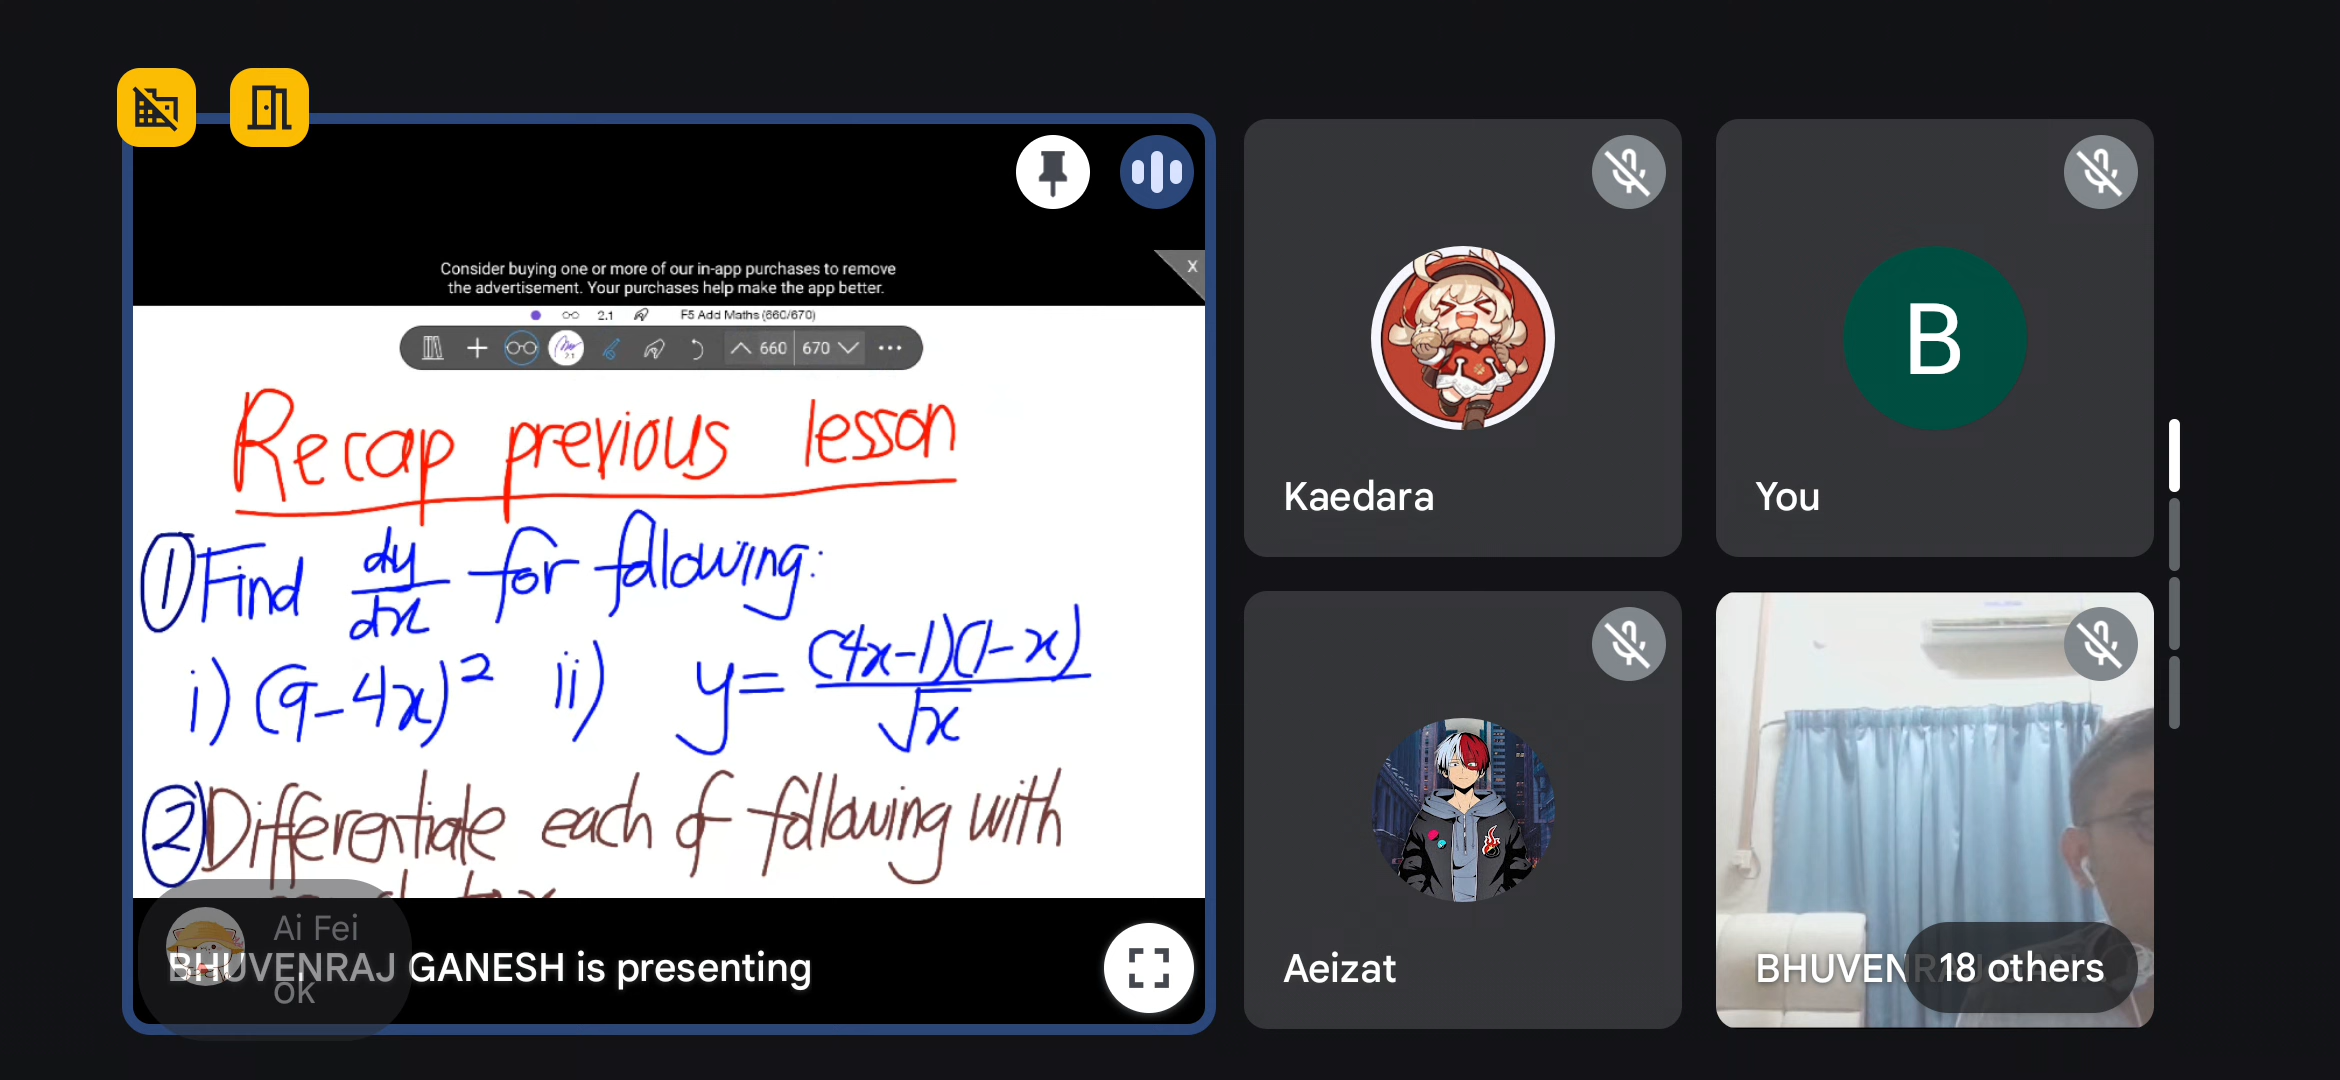 Consider buying one or more of our in-app purchases to remove
the advertisement. Your purchases help make the app better.
X
2.1 F5 Add Maths (660/670)
2.1 660 670
Recap previous lesson
① Find dy/dx for following:
i) (9-4x)² ii) y= (4x-1)(1-x)/√x
② Differentiate each of following with
Ai Fei
ok
BHUVENRAJ GANESH is presenting
Kaedara
B
You
Aeizat
BHUVEN
18 others